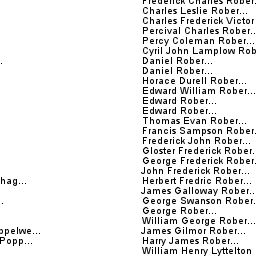 Frederick Charles Rober.
Charles Leslie Rober...
Charles Frederick Victor
Percival Charles Rober..
Percy Coleman Rober...
Cyril John Lamplow Rob
. Daniel Rober...
Daniel Rober...
Horace Durell Rober...
Edward William Rober...
Edward Rober...
Edward Rober...
Thomas Evan Rober...
Francis Sampson Rober.
Frederick John Rober...
Gloster Frederick Rober.
George Frederick Rober.
John Frederick Rober...
hag... Herbert Fredric Rober...
James Galloway Rober..
. George Swanson Rober.
George Rober...
William George Rober...
ppelwe... James Gilmor Rober...
Popp... Harry James Rober...
William Henry Lyttelton